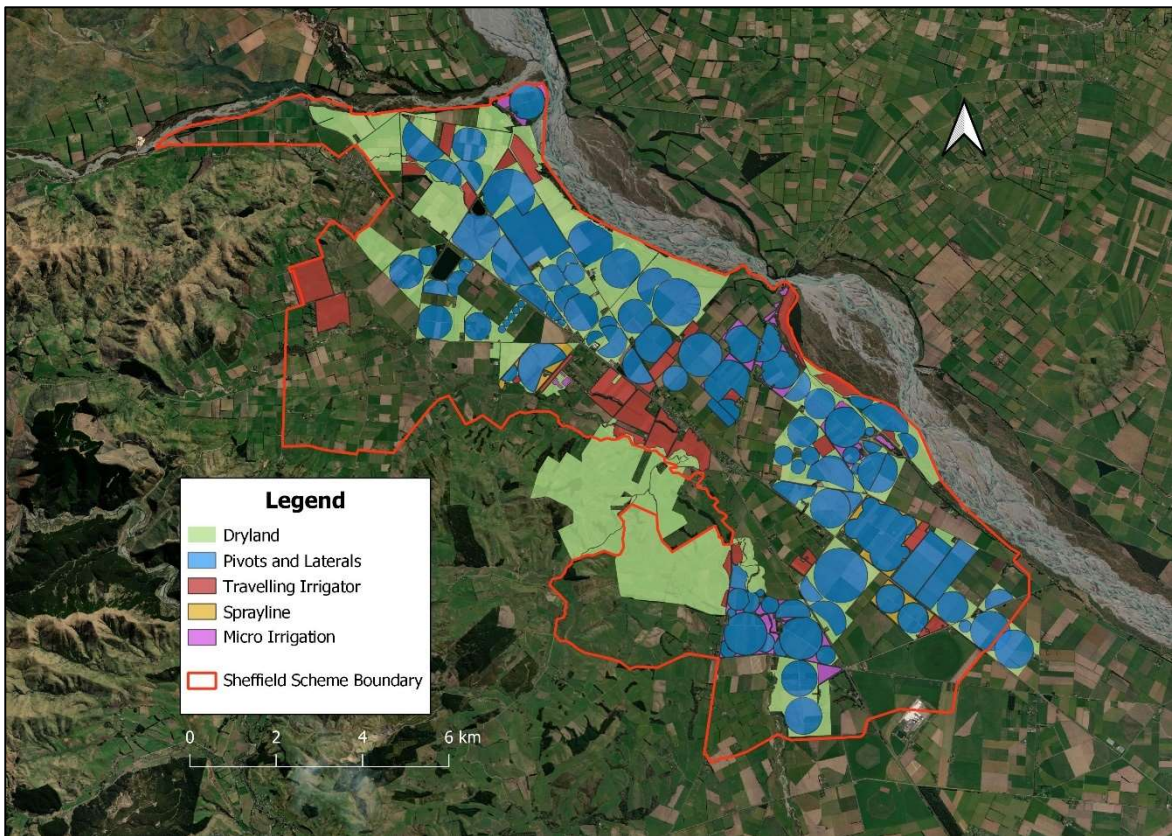 Legend
Dryland
Pivots and Laterals
Travelling Irrigator
Sprayline
Micro Irrigation
Sheffield Scheme Boundary
0 2 4 6 km